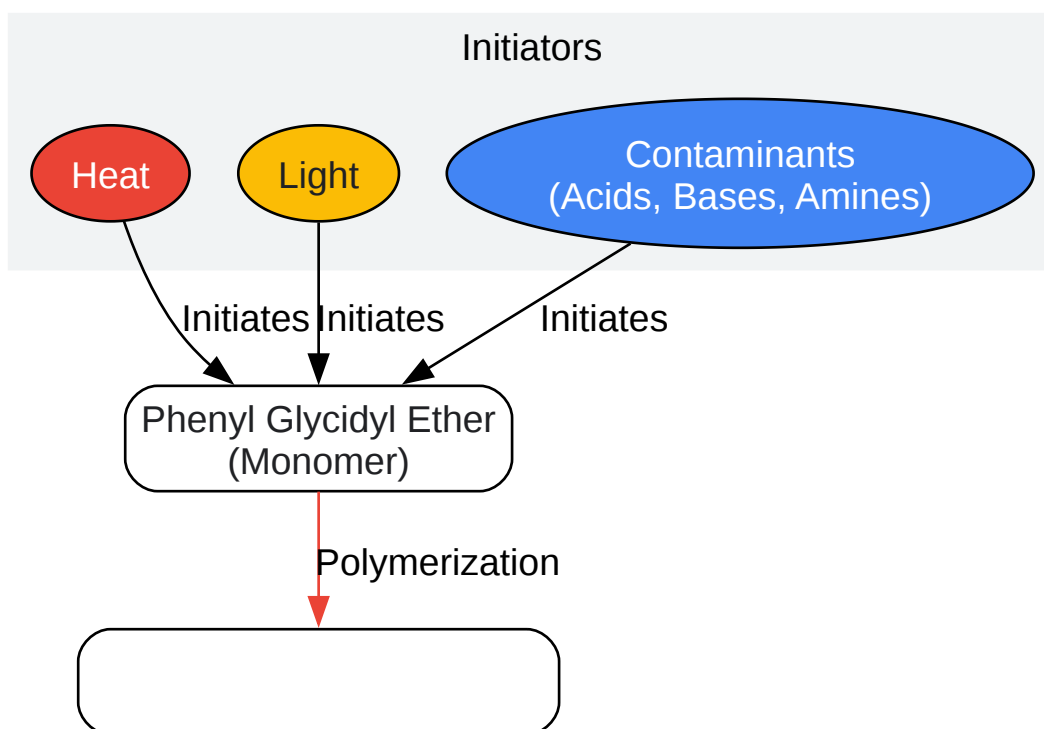 Initiators
Heat
Light
Contaminants
(Acids, Bases, Amines)
Initiates
Initiates
Initiates
Phenyl Glycidyl Ether
(Monomer)
Polymerization